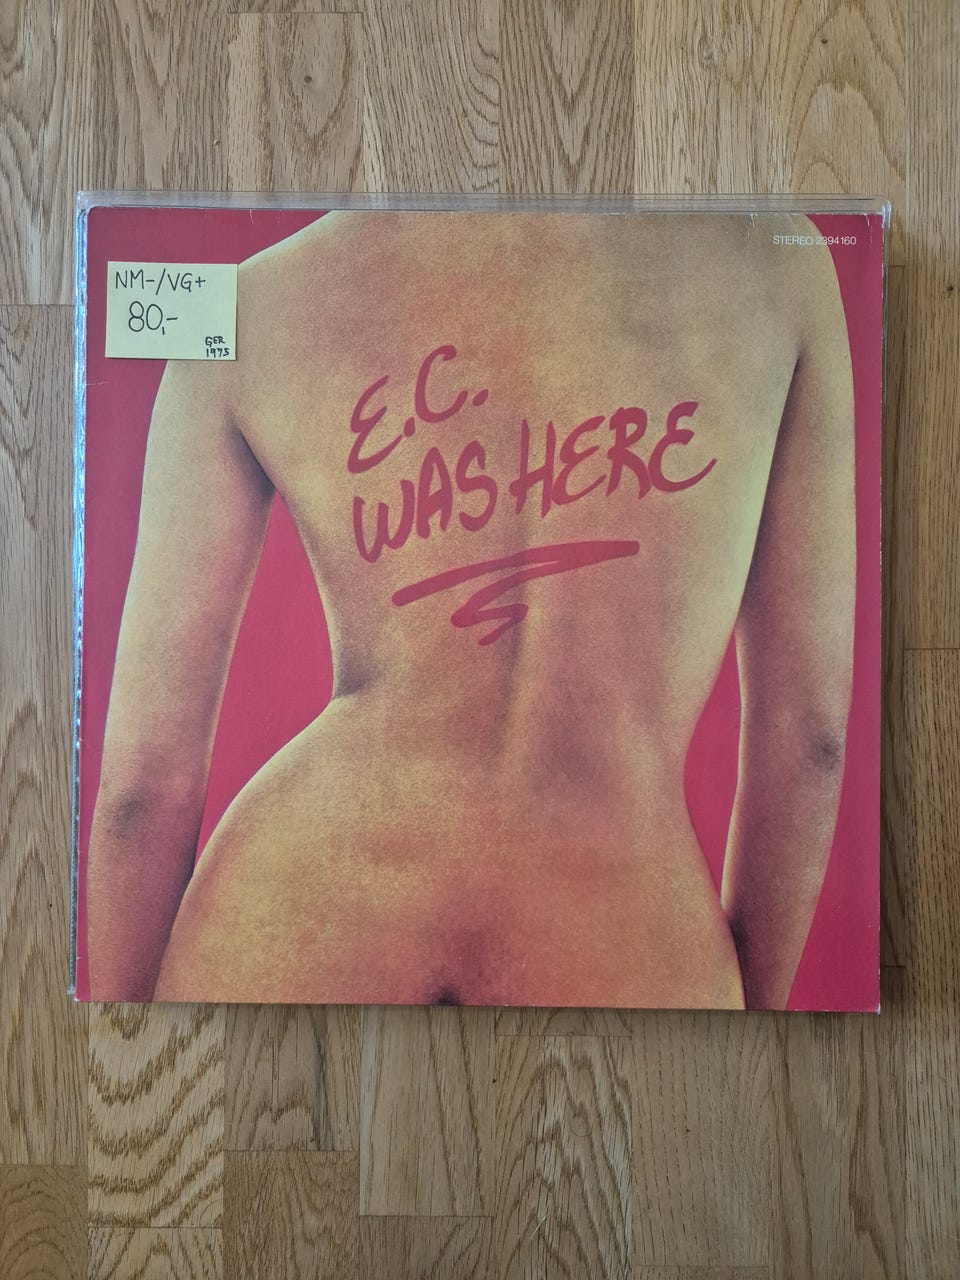 STEREO 2394160
NM-/VG+
80,-
GER
1975
E.C.
WAS HERE